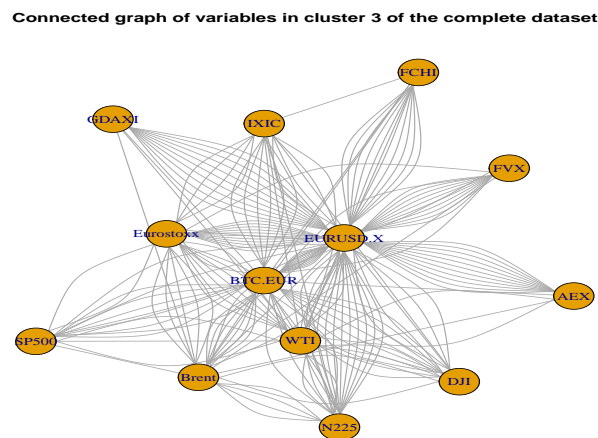 Connected graph of variables in cluster 3 of the complete dataset
FCHI
GDAXI
IXIC
FVX
Eurostoxx
EURUSD.X
BTC.EUR
AEX
SP500
WTI
Brent
DJI
N225